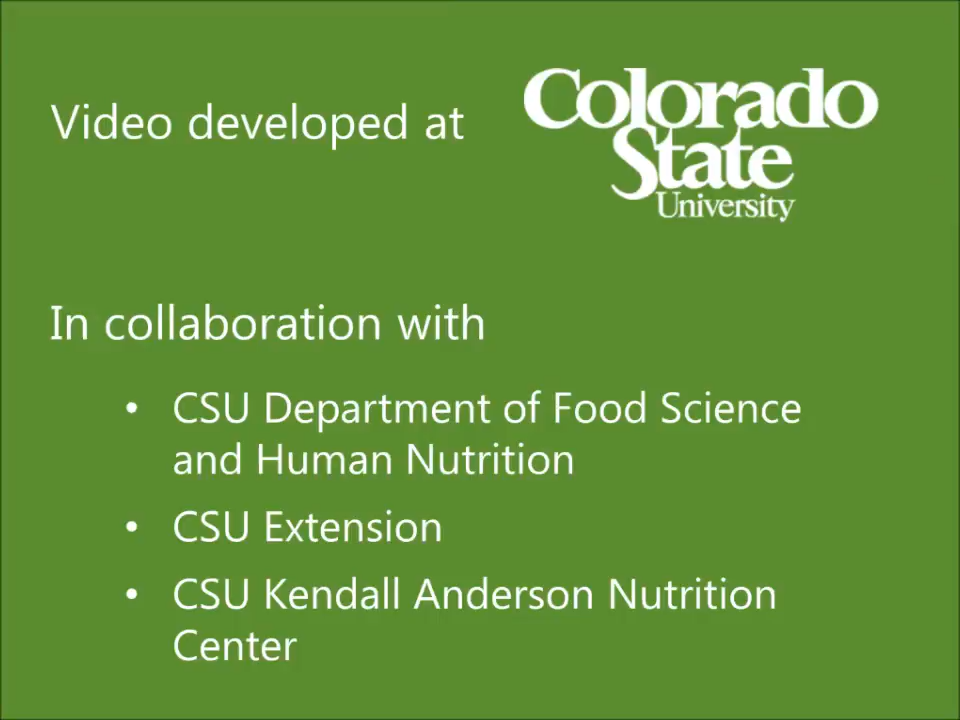 Video developed at
Colorado
State
University
In collaboration with
• CSU Department of Food Science
and Human Nutrition
• CSU Extension
• CSU Kendall Anderson Nutrition
Center